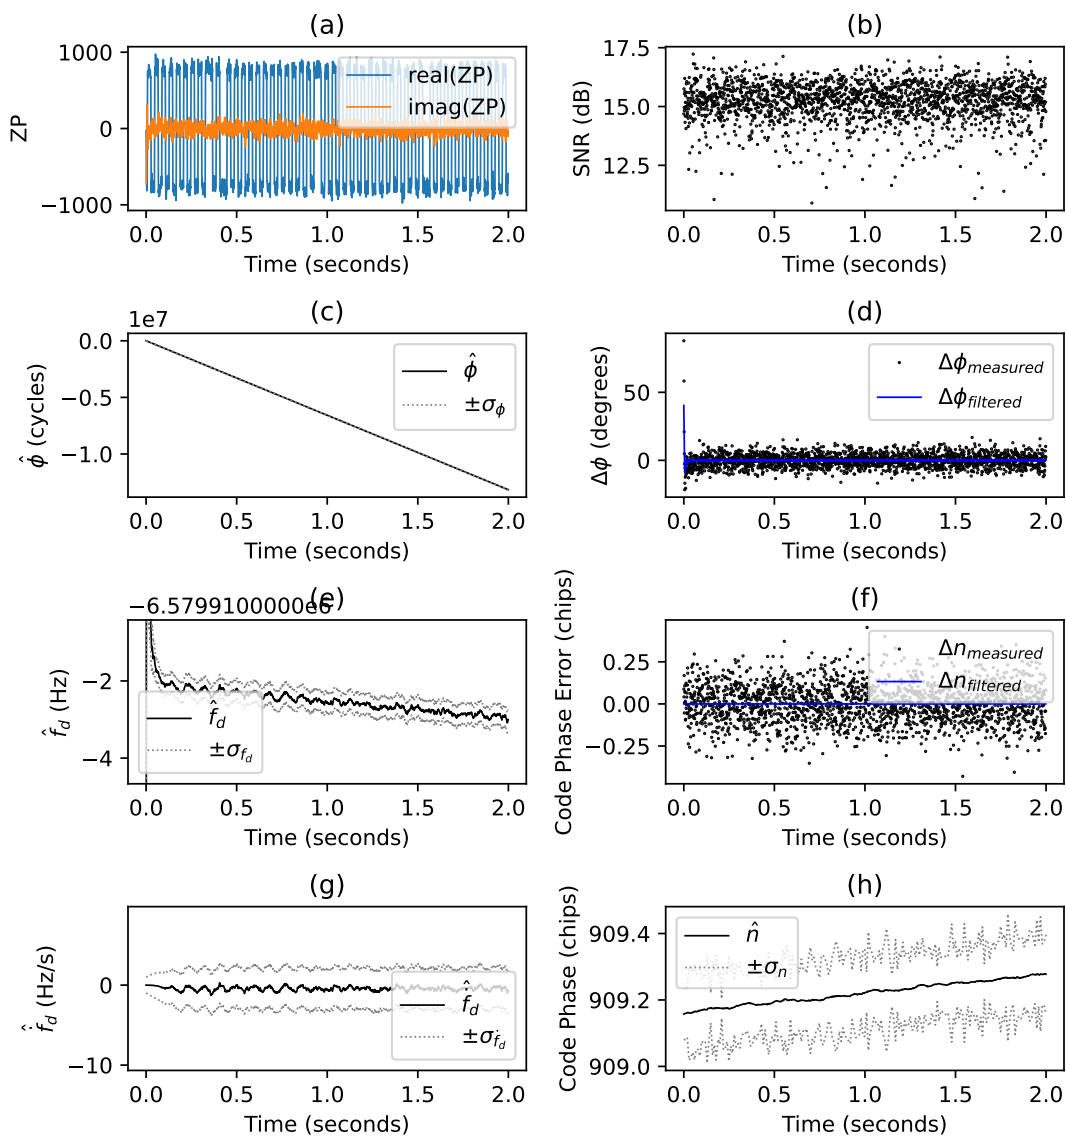 (a)
ZP
1000
0
−1000
real(ZP)
imag(ZP)
0.0 0.5 1.0 1.5 2.0
Time (seconds)
(b)
SNR (dB)
17.5
15.0
12.5
0.0 0.5 1.0 1.5 2.0
Time (seconds)
(c)
1e7
ϕ̂ (cycles)
0.0
−0.5
−1.0
ϕ̂
±σ_ϕ
0.0 0.5 1.0 1.5 2.0
Time (seconds)
(d)
Δϕ (degrees)
50
0
Δϕ_measured
Δϕ_filtered
0.0 0.5 1.0 1.5 2.0
Time (seconds)
(e)
−6.5799100000e6
f̂_d (Hz)
−2
−4
f̂_d
±σ_f_d
0.0 0.5 1.0 1.5 2.0
Time (seconds)
(f)
Code Phase Error (chips)
0.25
0.00
−0.25
Δn_measured
Δn_filtered
0.0 0.5 1.0 1.5 2.0
Time (seconds)
(g)
ḟ̂_d (Hz/s)
0
−10
ḟ̂_d
±σ_ḟ_d
0.0 0.5 1.0 1.5 2.0
Time (seconds)
(h)
Code Phase (chips)
909.4
909.2
909.0
n̂
±σ_n
0.0 0.5 1.0 1.5 2.0
Time (seconds)